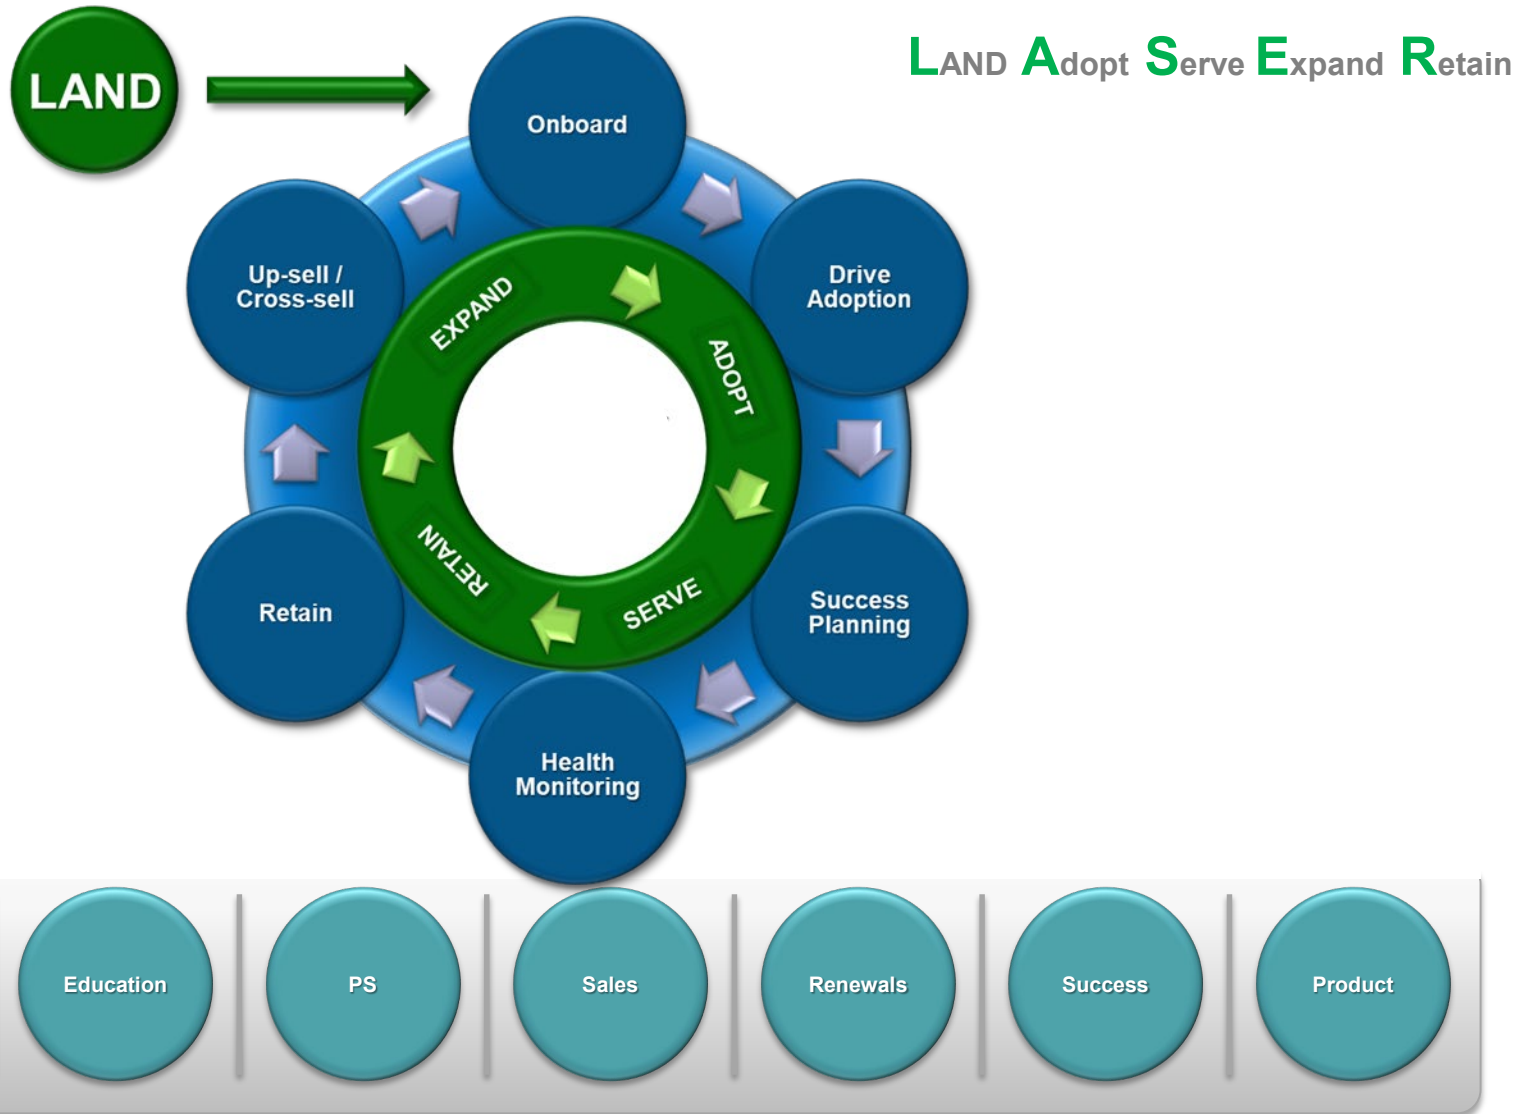 LAND
LAND Adopt Serve Expand Retain
Onboard
Up-sell /
Cross-sell
Drive
Adoption
EXPAND
ADOPT
RETAIN
SERVE
Retain
Success
Planning
Health
Monitoring
Education
PS
Sales
Renewals
Success
Product